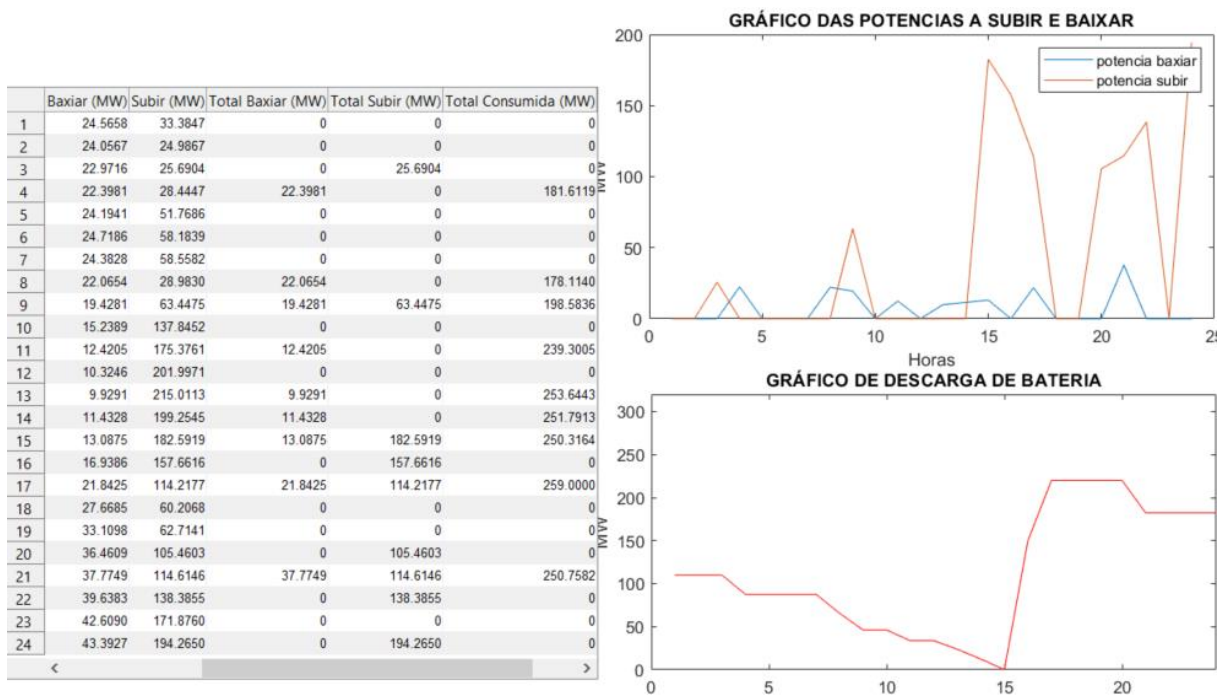 Baxiar (MW) Subir (MW) Total Baxiar (MW) Total Subir (MW) Total Consumida (MW)
1 24.5658 33.3847 0 0 0
2 24.0567 24.9867 0 0 0
3 22.9716 25.6904 0 25.6904 0
4 22.3981 28.4447 22.3981 0 181.6119
5 24.1941 51.7686 0 0 0
6 24.7186 58.1839 0 0 0
7 24.3828 58.5582 0 0 0
8 22.0654 28.9830 22.0654 0 178.1140
9 19.4281 63.4475 19.4281 63.4475 198.5836
10 15.2389 137.8452 0 0 0
11 12.4205 175.3761 12.4205 0 239.3005
12 10.3246 201.9971 0 0 0
13 9.9291 215.0113 9.9291 0 253.6443
14 11.4328 199.2545 11.4328 0 251.7913
15 13.0875 182.5919 13.0875 182.5919 250.3164
16 16.9386 157.6616 0 157.6616 0
17 21.8425 114.2177 21.8425 114.2177 259.0000
18 27.6685 60.2068 0 0 0
19 33.1098 62.7141 0 0 0
20 36.4609 105.4603 0 105.4603 0
21 37.7749 114.6146 37.7749 114.6146 250.7582
22 39.6383 138.3855 0 138.3855 0
23 42.6090 171.8760 0 0 0
24 43.3927 194.2650 0 194.2650 0
GRÁFICO DAS POTENCIAS A SUBIR E BAIXAR
potencia baxiar
potencia subir
200
150
100
50
0
MW
0 5 10 15 20 25
Horas
GRÁFICO DE DESCARGA DE BATERIA
300
250
200
150
100
50
0
MW
0 5 10 15 20